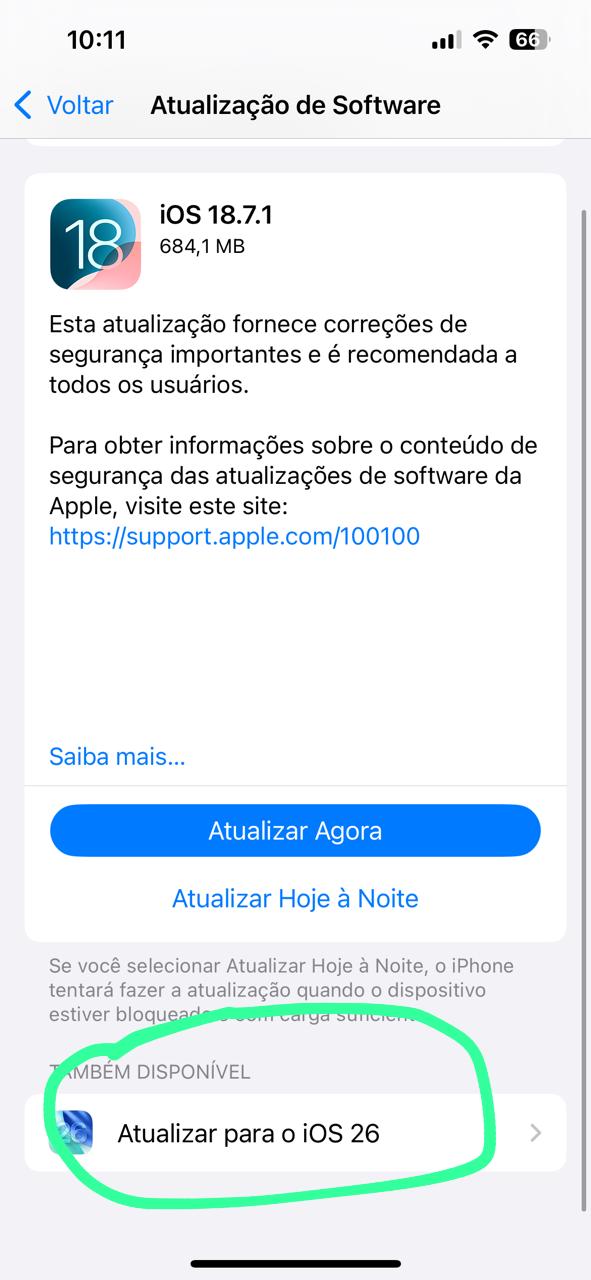 10:11
66
Voltar
Atualização de Software
18
iOS 18.7.1
684,1 MB
Esta atualização fornece correções de
segurança importantes e é recomendada a
todos os usuários.
Para obter informações sobre o conteúdo de
segurança das atualizações de software da
Apple, visite este site:
https://support.apple.com/100100
Saiba mais...
Atualizar Agora
Atualizar Hoje à Noite
Se você selecionar Atualizar Hoje à Noite, o iPhone
tentará fazer a atualização quando o dispositivo
estiver bloqueado e com carga suficiente.
TAMBÉM DISPONÍVEL
26
Atualizar para o iOS 26